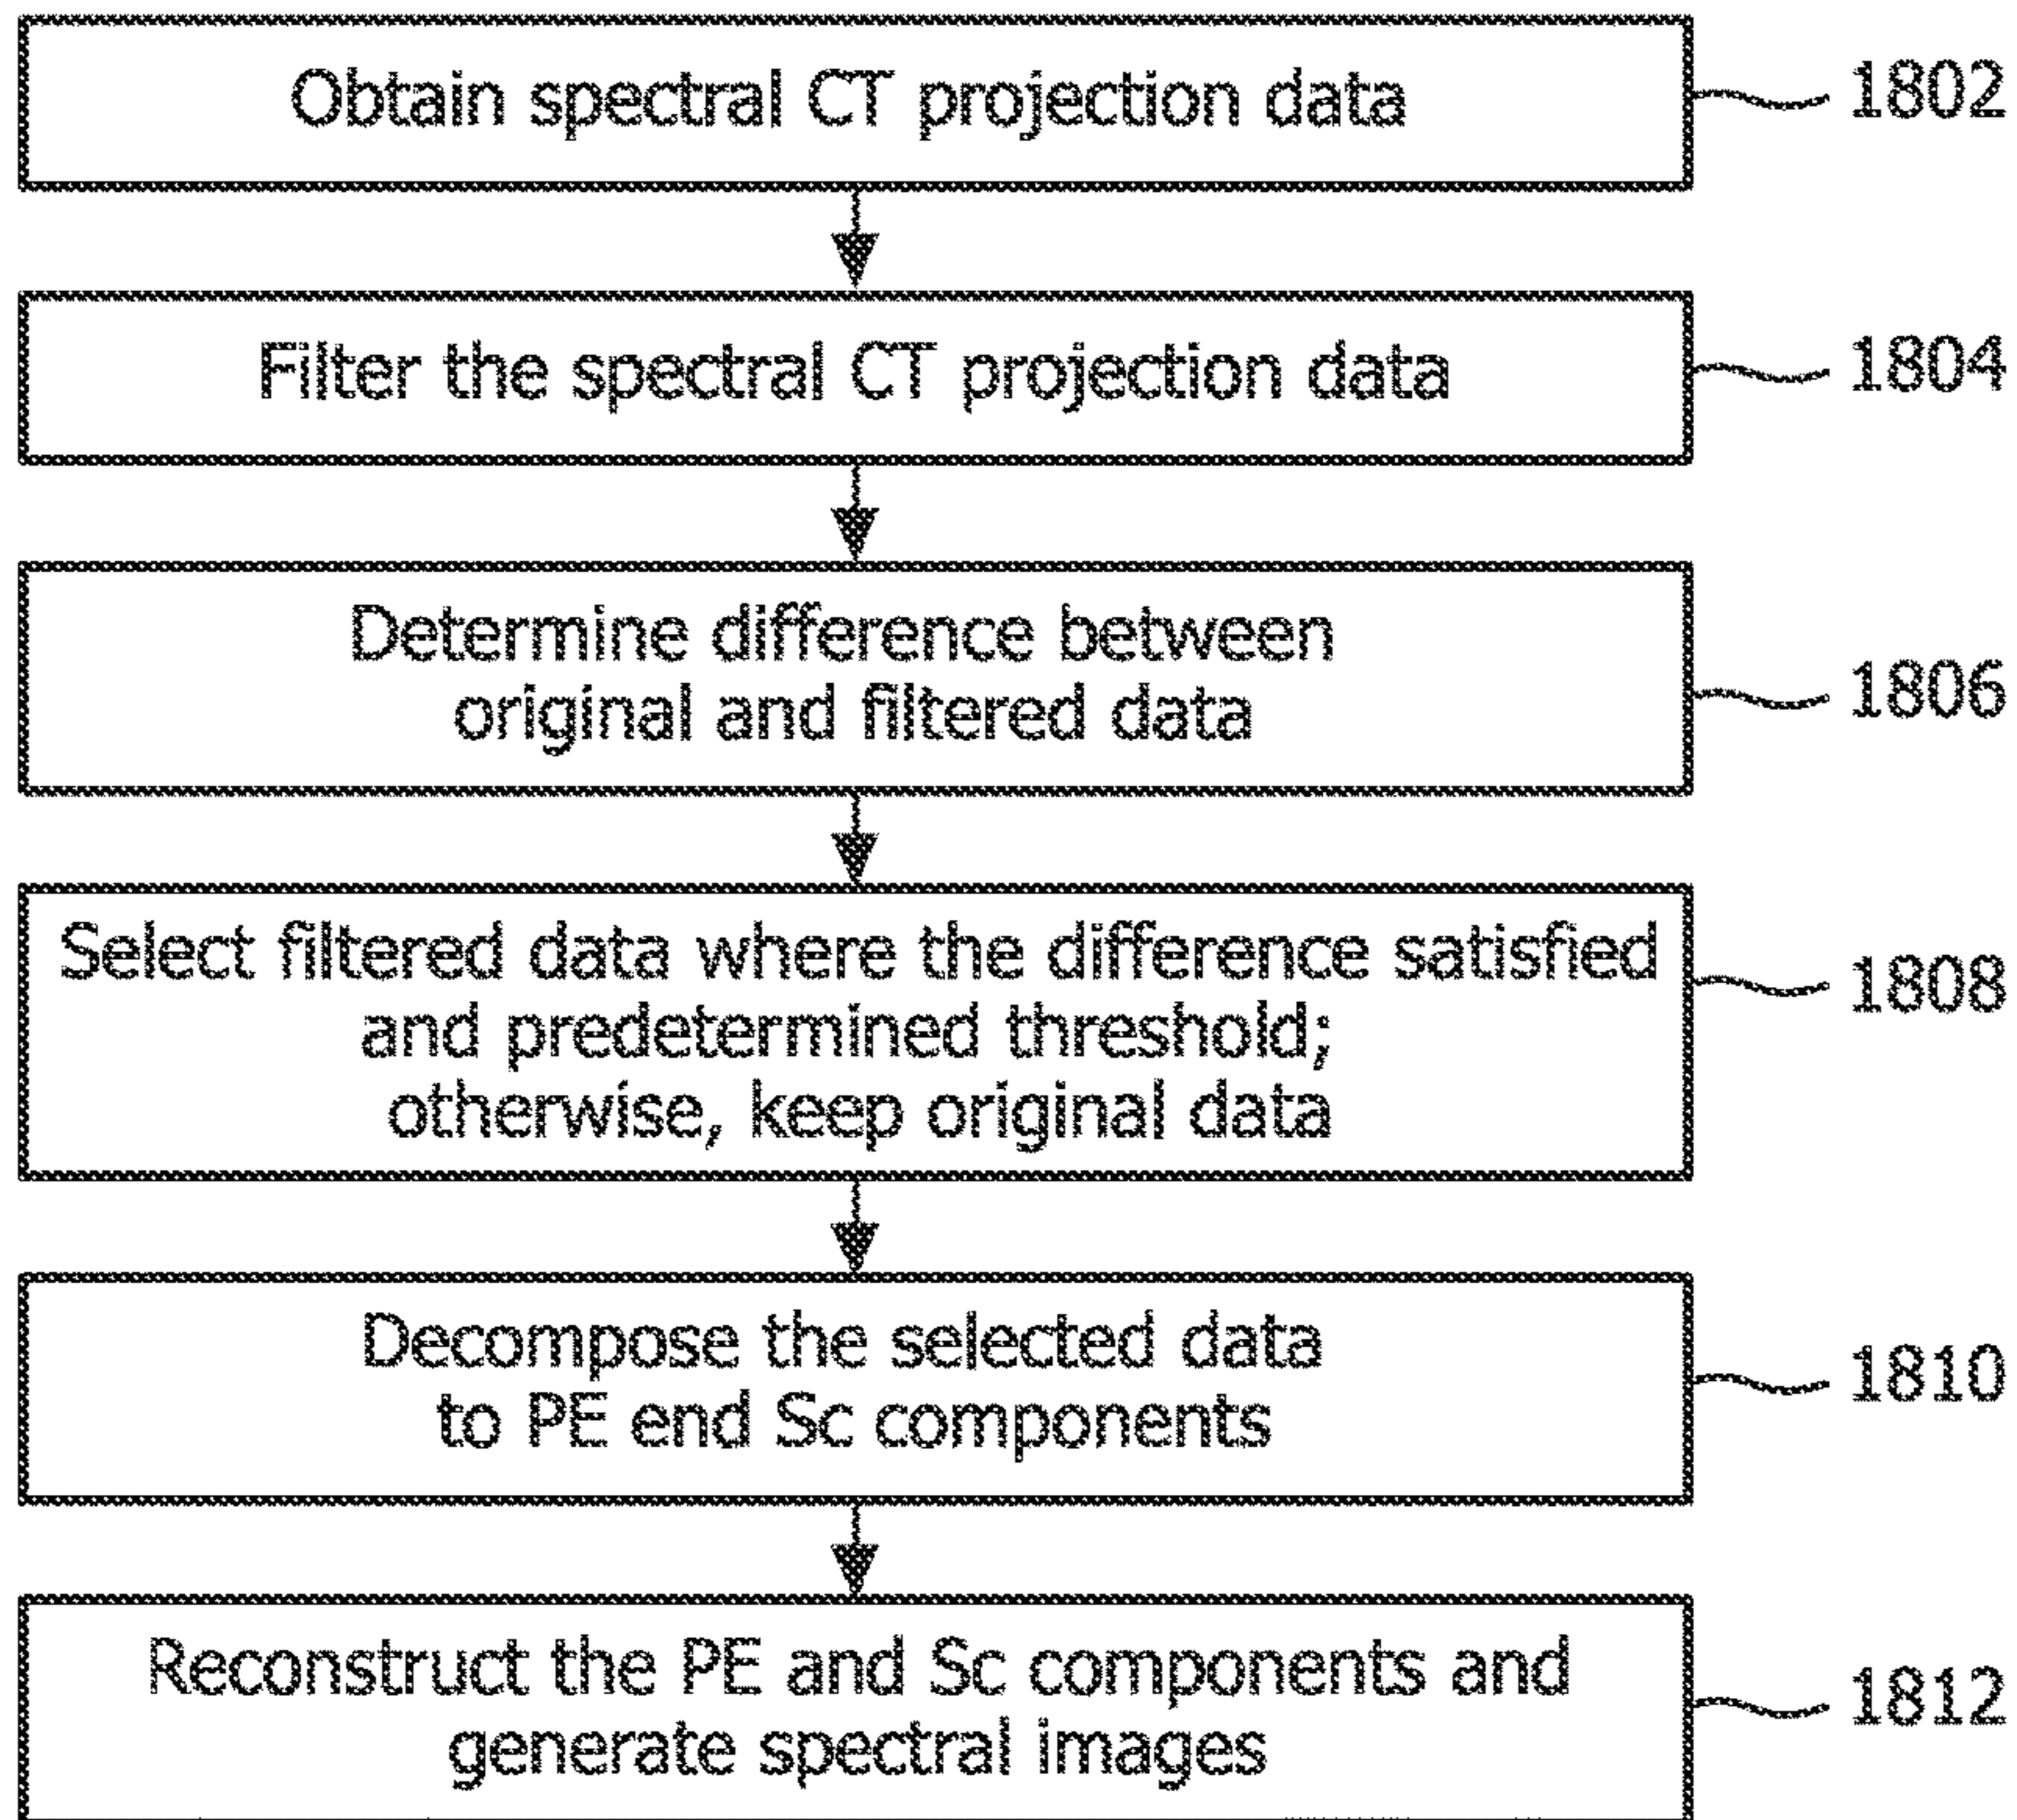 Obtain spectral CT projection data
1802
Filter the spectral CT projection data
1804
Determine difference between
original and filtered data
1806
Select filtered data where the difference satisfied
and predetermined threshold;
otherwise, keep original data
1808
Decompose the selected data
to PE end Sc components
1810
Reconstruct the PE and Sc components and
generate spectral images
1812